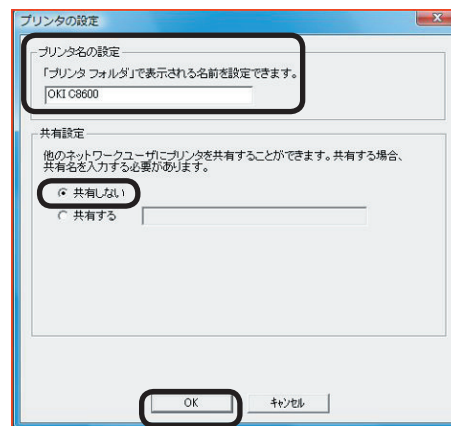 プリンタの設定
プリンタ名の設定
「プリンタ フォルダ」で表示される名前を設定できます。
OKI C8600
共有設定
他のネットワークユーザにプリンタを共有することができます。共有する場合、
共有名を入力する必要があります。
共有しない
共有する
OK
キャンセル